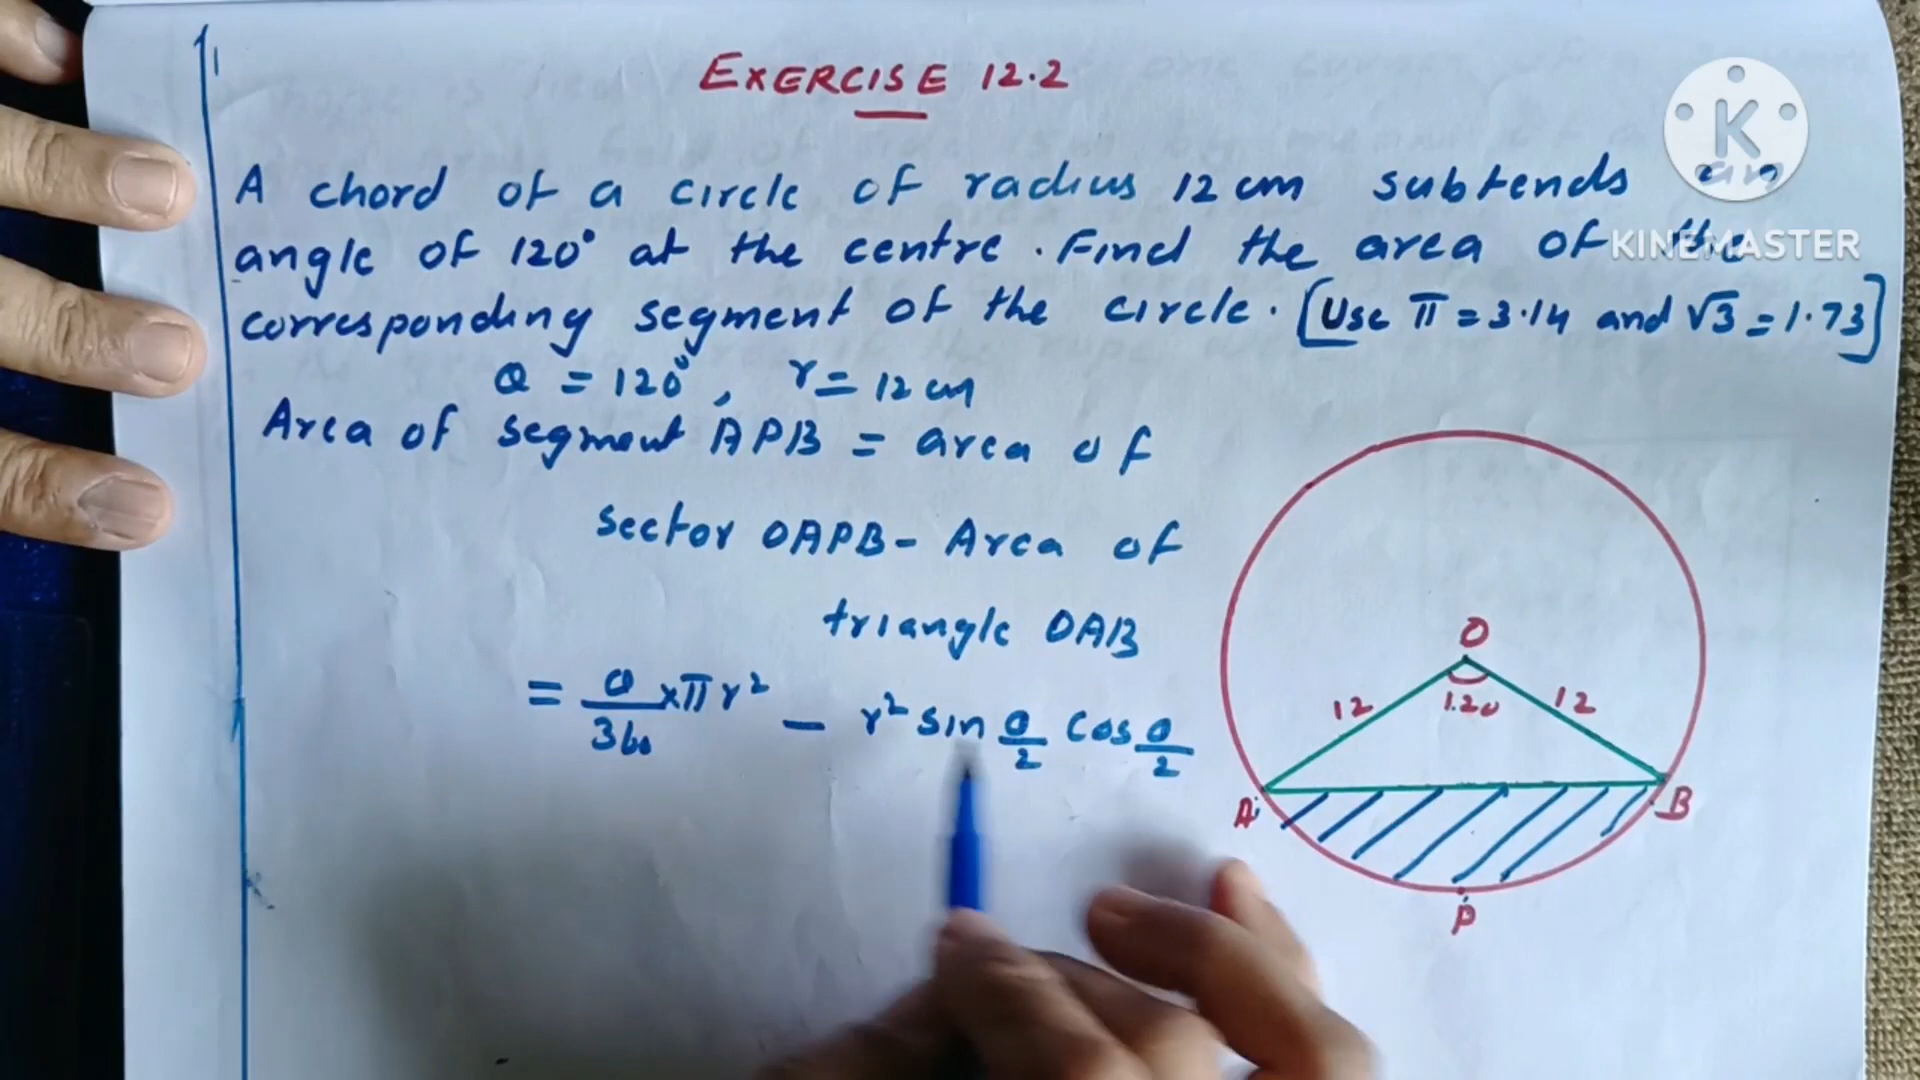 EXERCISE 12.2
K
KINEMASTER
A chord of a circle of radius 12 cm subtends an
angle of 120° at the centre. Find the area of the
corresponding segment of the circle. [Use π = 3.14 and √3 = 1.73]
θ = 120°, r = 12 cm
Area of segment APB = area of
sector OAPB - Area of
triangle OAB
= θ/360 × πr² - r² sin θ/2 cos θ/2
O
12 120 12
A B
P